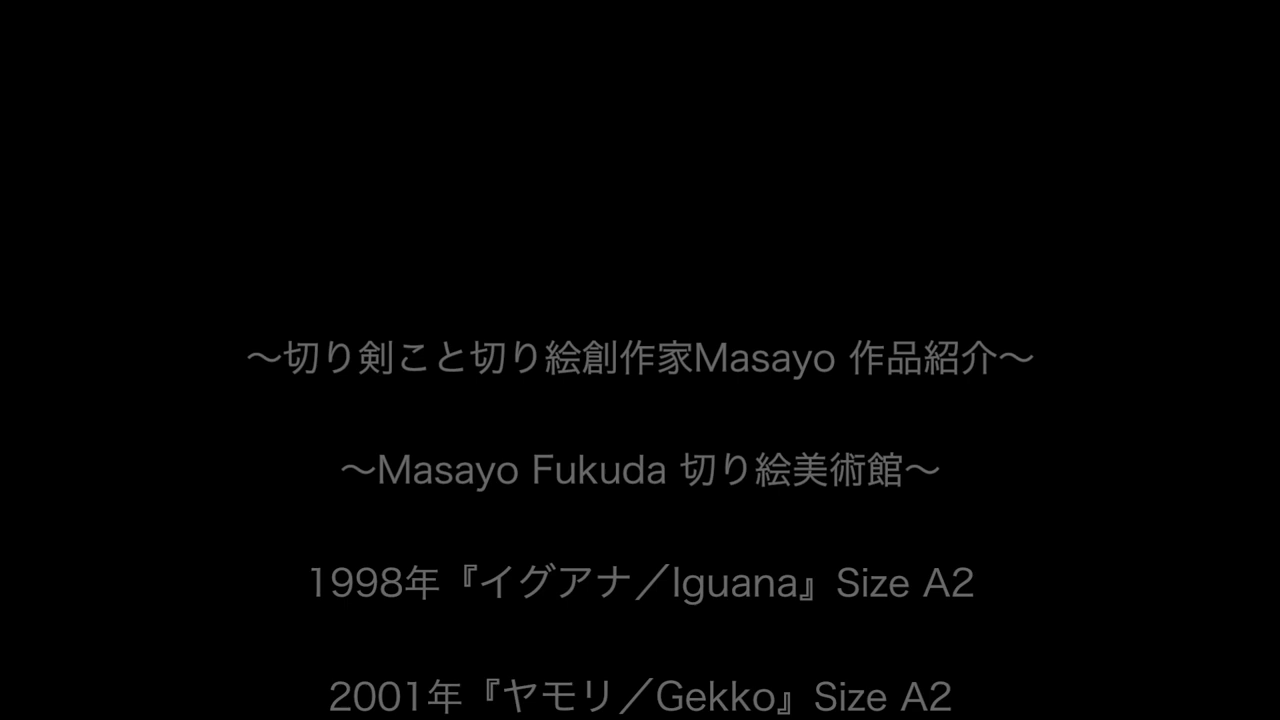 〜切り剣こと切り絵創作家Masayo 作品紹介〜
〜Masayo Fukuda 切り絵美術館〜
1998年『イグアナ／Iguana』Size A2
2001年『ヤモリ／Gekko』Size A2